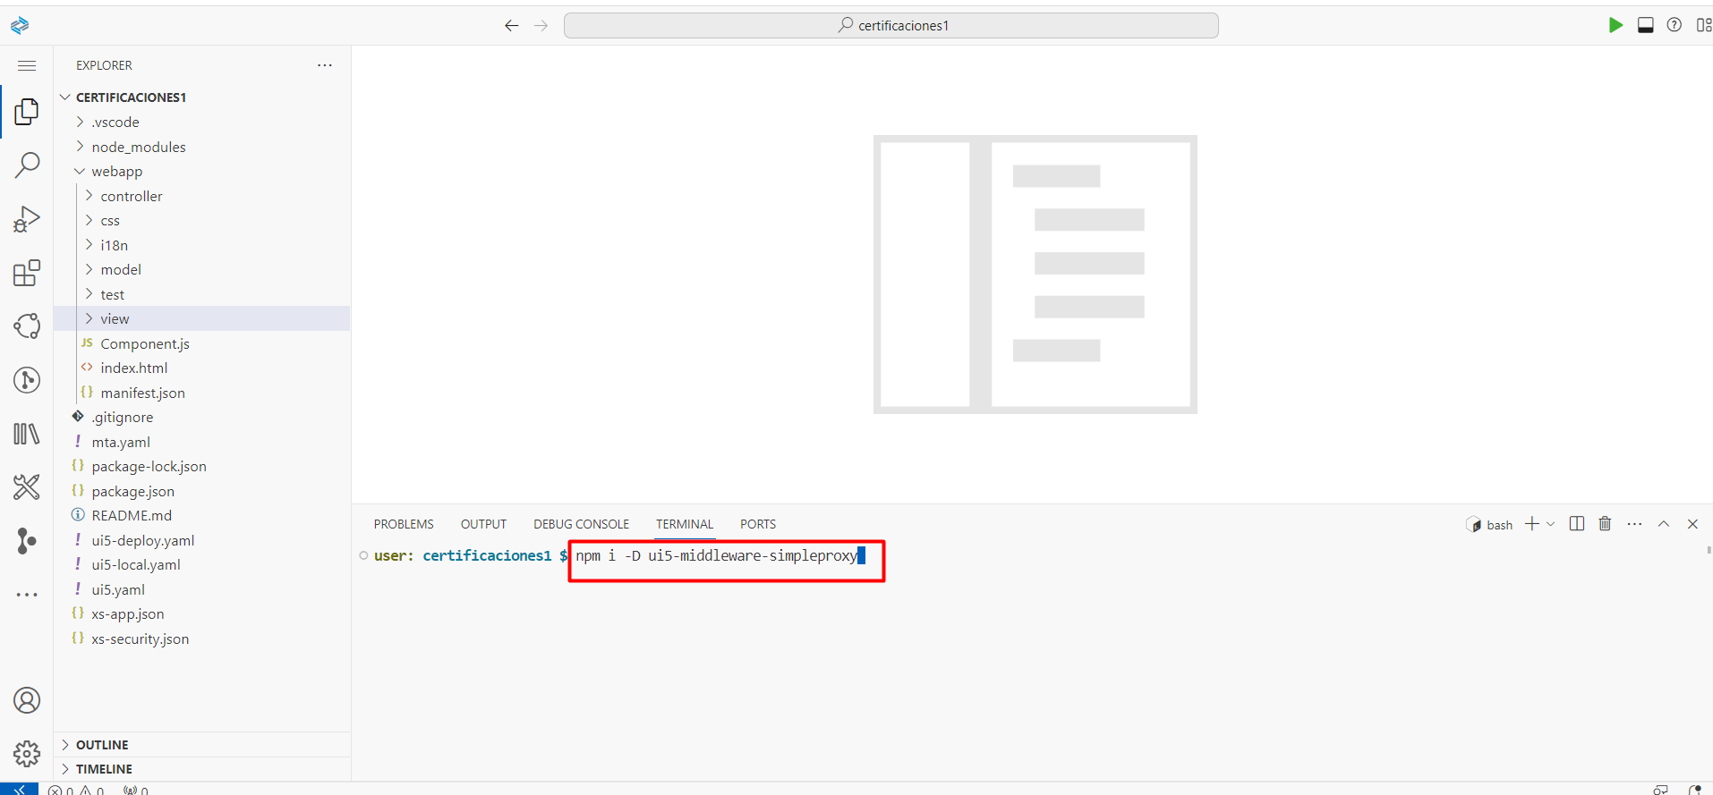 certificaciones1
EXPLORER
CERTIFICACIONES1
.vscode
node_modules
webapp
controller
css
i18n
model
test
view
JS Component.js
<> index.html
{} manifest.json
.gitignore
! mta.yaml
{} package-lock.json
{} package.json
README.md
! ui5-deploy.yaml
! ui5-local.yaml
! ui5.yaml
{} xs-app.json
{} xs-security.json
OUTLINE
TIMELINE
PROBLEMS OUTPUT DEBUG CONSOLE TERMINAL PORTS
bash
user: certificaciones1 $ npm i -D ui5-middleware-simpleproxy
0 0 0